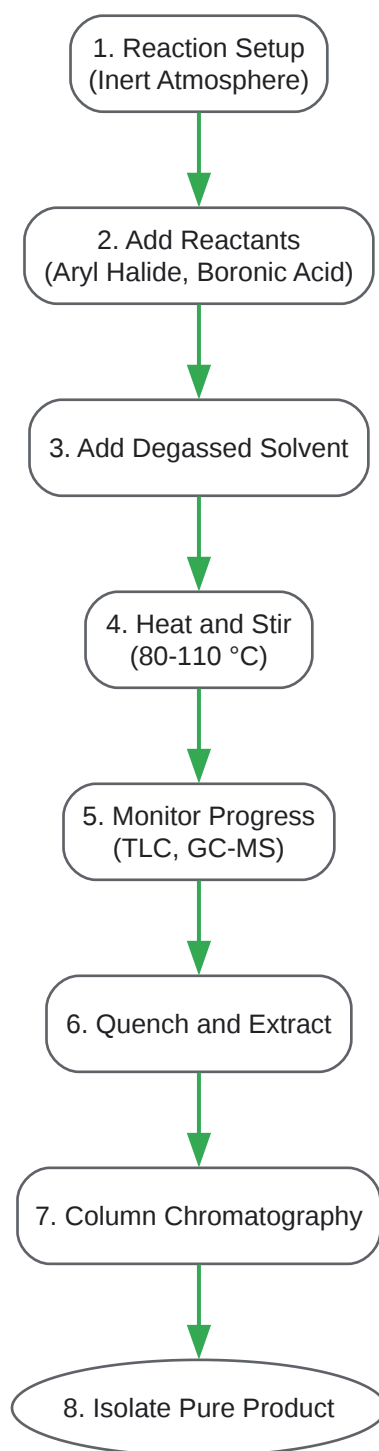 1. Reaction Setup
(Inert Atmosphere)
2. Add Reactants
(Aryl Halide, Boronic Acid)
3. Add Degassed Solvent
4. Heat and Stir
(80-110 °C)
5. Monitor Progress
(TLC, GC-MS)
6. Quench and Extract
7. Column Chromatography
8. Isolate Pure Product